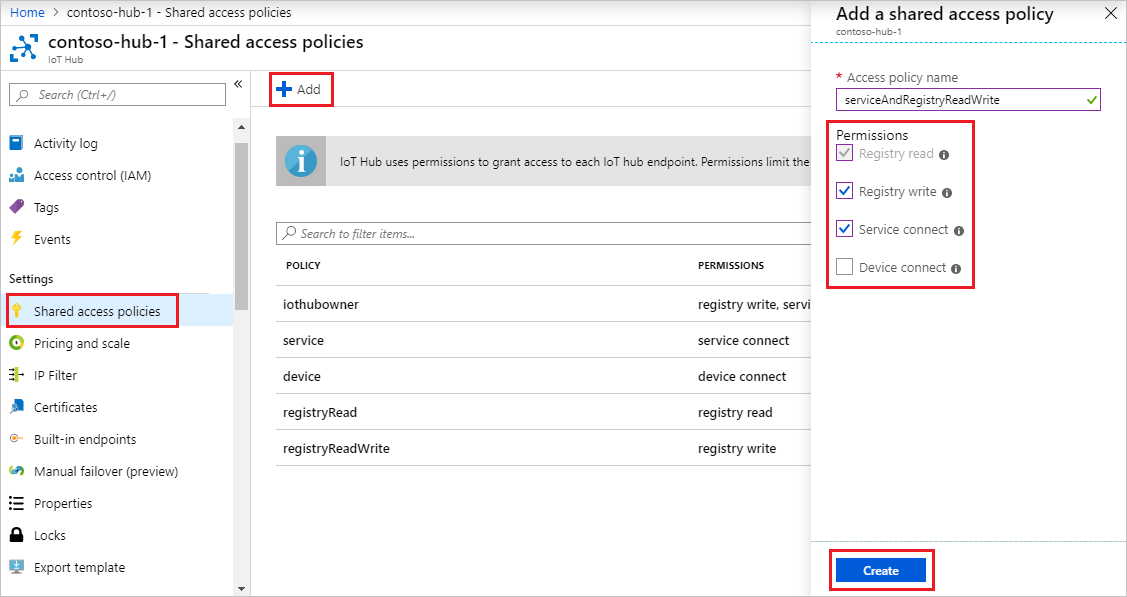 Home > contoso-hub-1 - Shared access policies
contoso-hub-1 - Shared access policies
IoT Hub
Search (Ctrl+/)
«
Activity log
Access control (IAM)
Tags
Events
Settings
Shared access policies
Pricing and scale
IP Filter
Certificates
Built-in endpoints
Manual failover (preview)
Properties
Locks
Export template
Add
IoT Hub uses permissions to grant access to each IoT hub endpoint. Permissions limit the
Search to filter items...
POLICY PERMISSIONS
iothubowner registry write, servi
service service connect
device device connect
registryRead registry read
registryReadWrite registry write
Add a shared access policy
contoso-hub-1
* Access policy name
serviceAndRegistryReadWrite
Permissions
Registry read
Registry write
Service connect
Device connect
Create